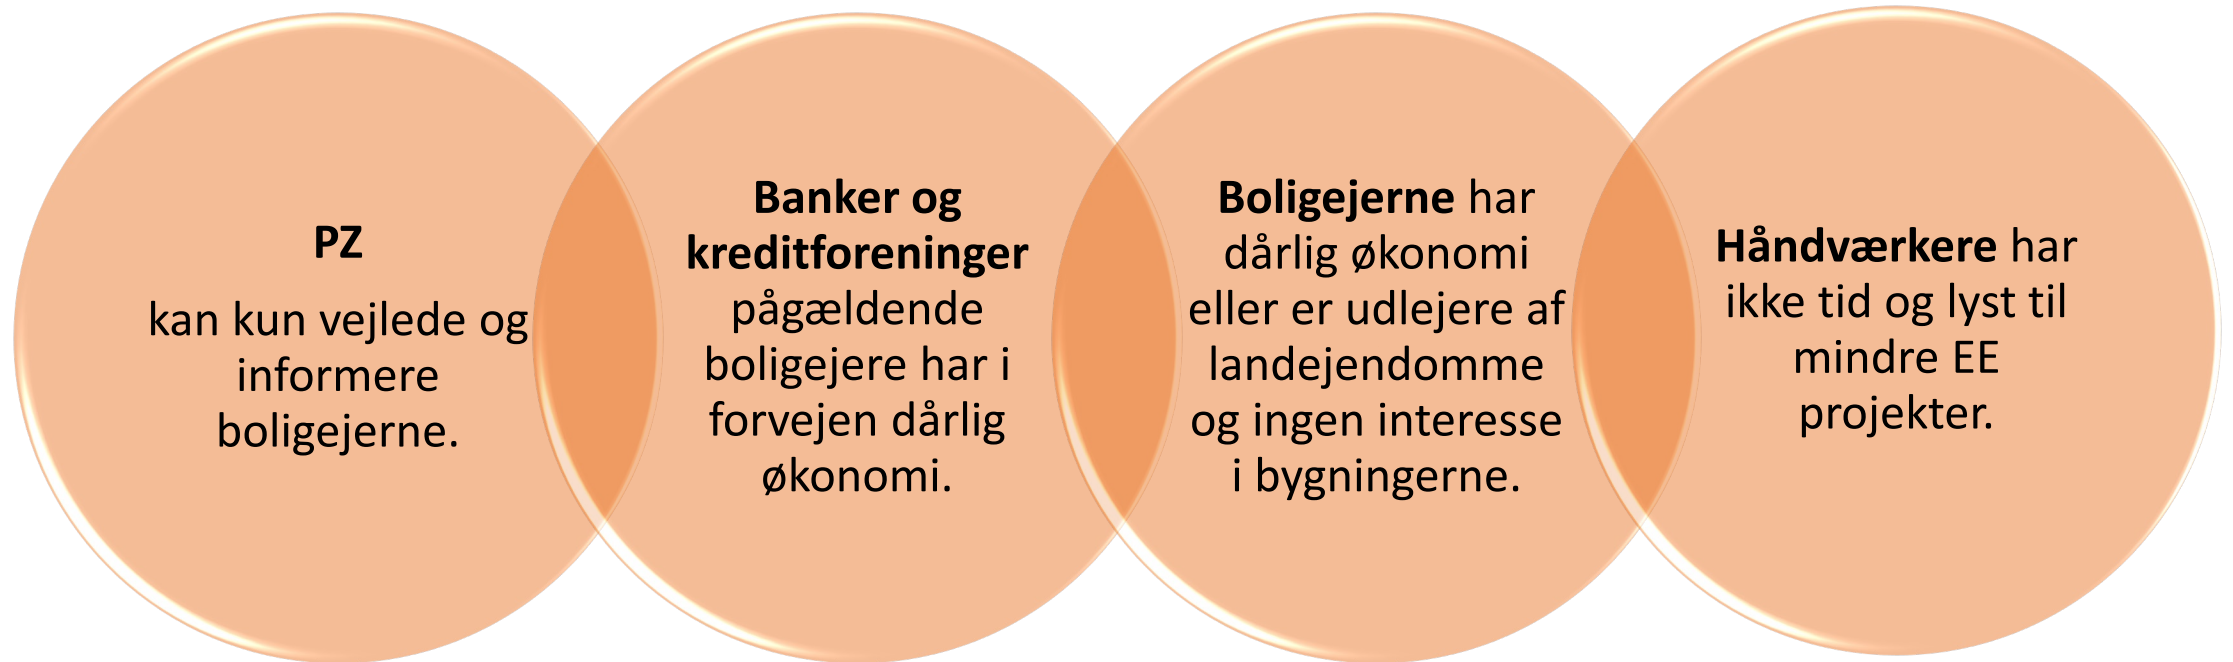 PZ
kan kun vejlede og
informere
boligejerne.
Banker og
kreditforeninger
pågældende
boligejere har i
forvejen dårlig
økonomi.
Boligejerne har
dårlig økonomi
eller er udlejere af
landejendomme
og ingen interesse
i bygningerne.
Håndværkere har
ikke tid og lyst til
mindre EE
projekter.